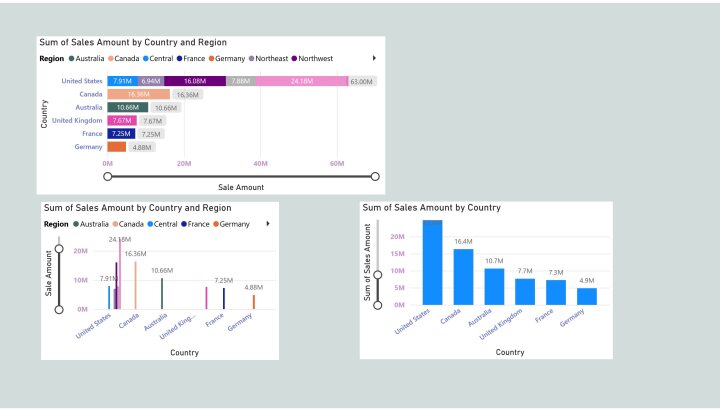 Sum of Sales Amount by Country and Region
Region Australia Canada Central France Germany Northeast Northwest
United States 7.91M 6.94M 16.08M 7.88M 24.18M 63.00M
Canada 16.36M 16.36M
Australia 10.66M 10.66M
United Kingdom 7.67M 7.67M
France 7.25M 7.25M
Germany 4.88M
Country
0M 20M 40M 60M
Sale Amount
Sum of Sales Amount by Country and Region
Region Australia Canada Central France Germany
Sale Amount
20M
10M
0M
7.91M
24.18M
16.36M
10.66M
7.25M
4.88M
United States
Canada
Australia
United King...
France
Germany
Country
Sum of Sales Amount by Country
Sum of Sales Amount
20M
15M
10M
5M
0M
16.4M
10.7M
7.7M
7.3M
4.9M
United States
Canada
Australia
United Kingdom
France
Germany
Country